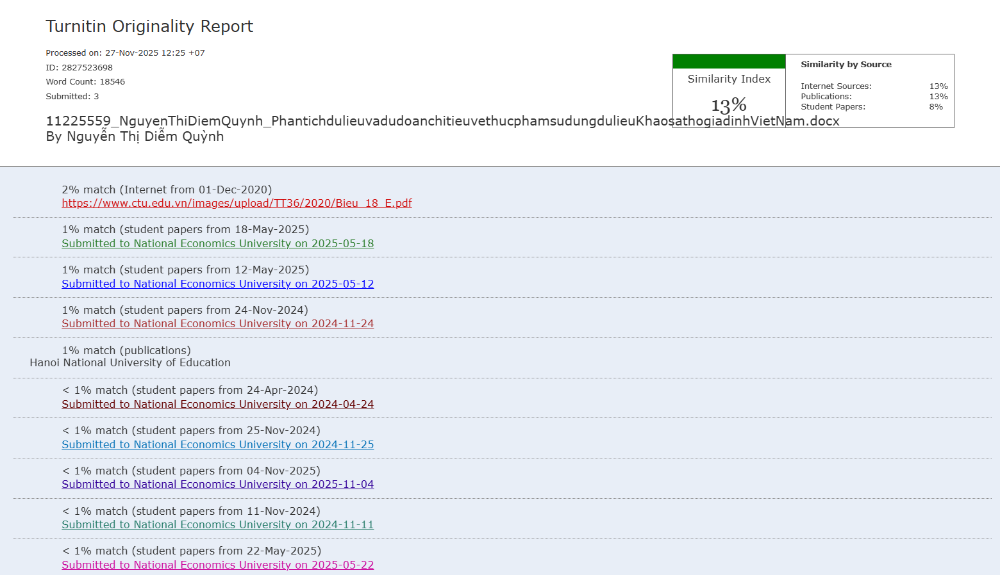 Turnitin Originality Report
Processed on: 27-Nov-2025 12:25 +07
ID: 2827523698
Word Count: 18546
Submitted: 3
11225559_NguyenThiDiemQuynh_PhantichdulieuvadudoanchitieuvethucphamsudungdulieuKhaosathogiadinhVietNam.docx
By Nguyễn Thị Diễm Quỳnh
Similarity Index
13%
Similarity by Source
Internet Sources: 13%
Publications: 13%
Student Papers: 8%
2% match (Internet from 01-Dec-2020)
https://www.ctu.edu.vn/images/upload/TT36/2020/Bieu_18_E.pdf
1% match (student papers from 18-May-2025)
Submitted to National Economics University on 2025-05-18
1% match (student papers from 12-May-2025)
Submitted to National Economics University on 2025-05-12
1% match (student papers from 24-Nov-2024)
Submitted to National Economics University on 2024-11-24
1% match (publications)
Hanoi National University of Education
< 1% match (student papers from 24-Apr-2024)
Submitted to National Economics University on 2024-04-24
< 1% match (student papers from 25-Nov-2024)
Submitted to National Economics University on 2024-11-25
< 1% match (student papers from 04-Nov-2025)
Submitted to National Economics University on 2025-11-04
< 1% match (student papers from 11-Nov-2024)
Submitted to National Economics University on 2024-11-11
< 1% match (student papers from 22-May-2025)
Submitted to National Economics University on 2025-05-22